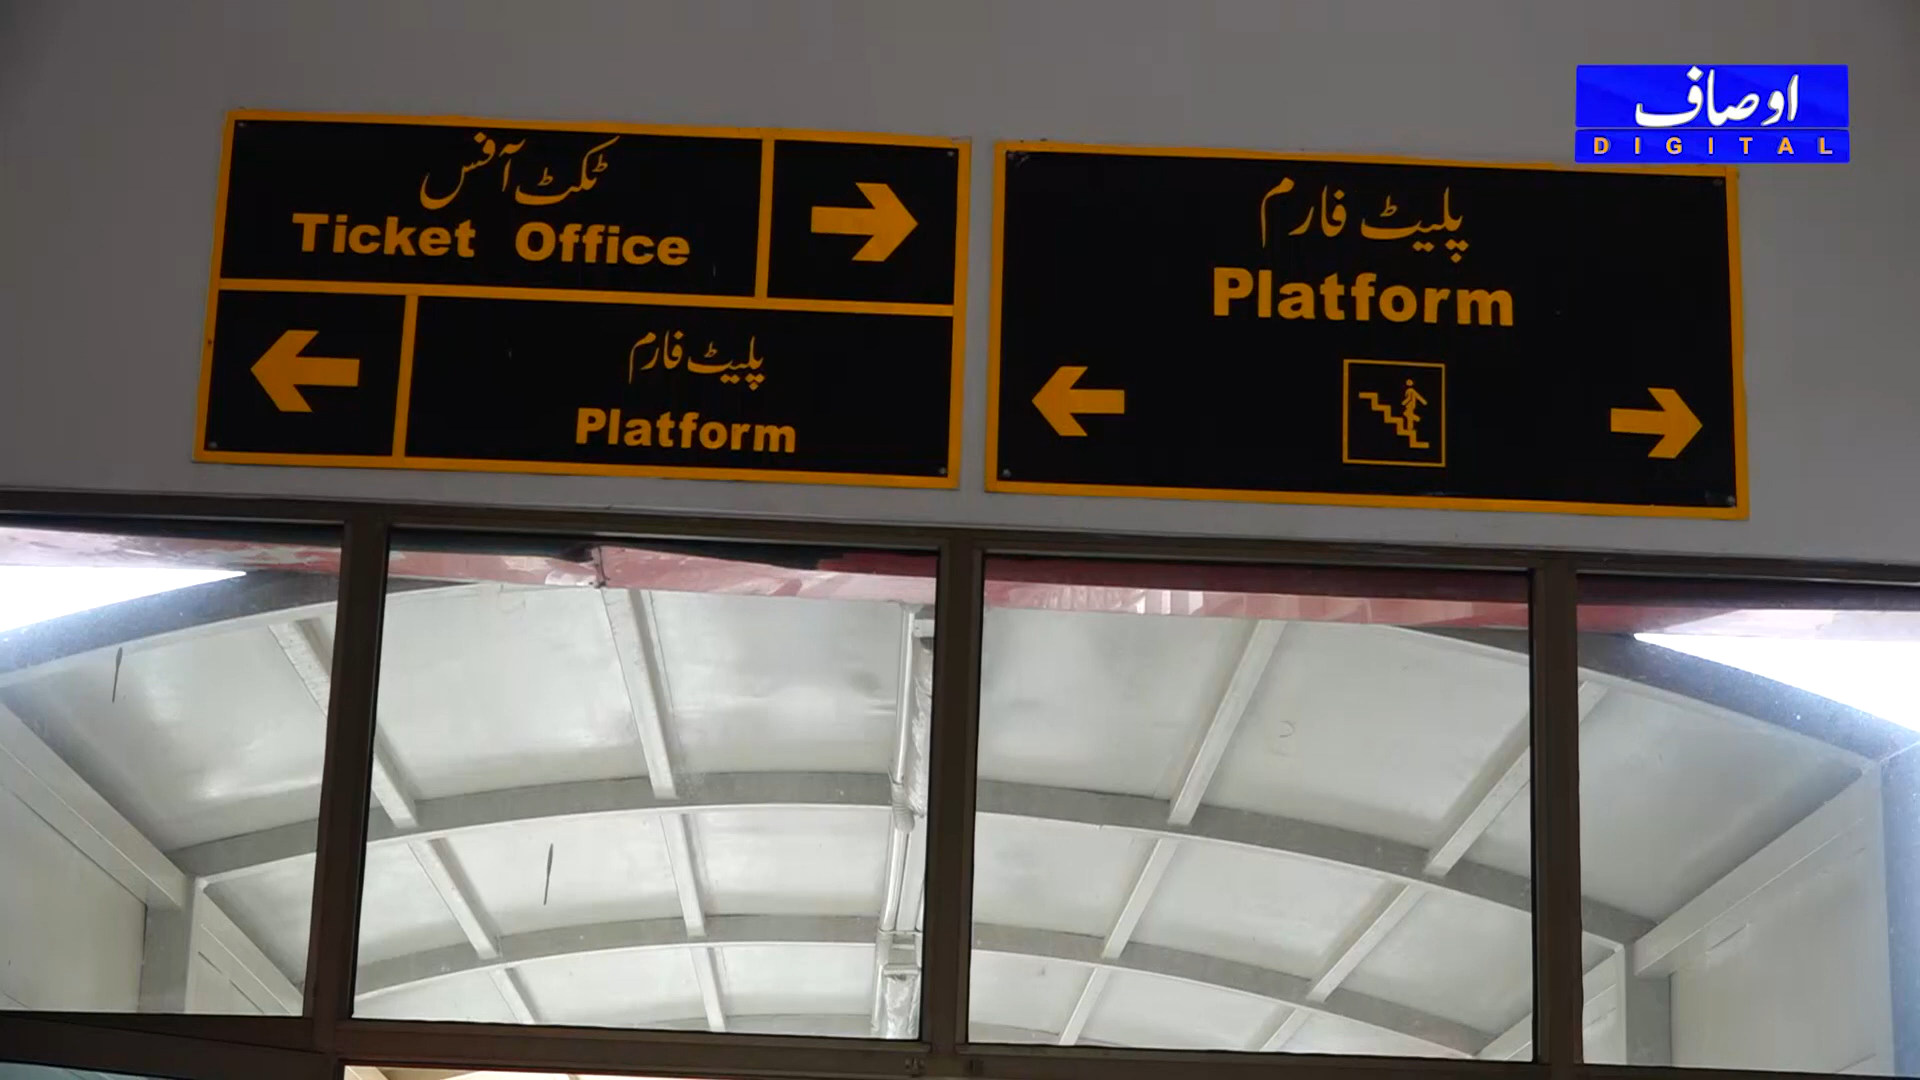 ٹکٹ آفس
Ticket Office
پلیٹ فارم
Platform
پلیٹ فارم
Platform
اوصاف
DIGITAL